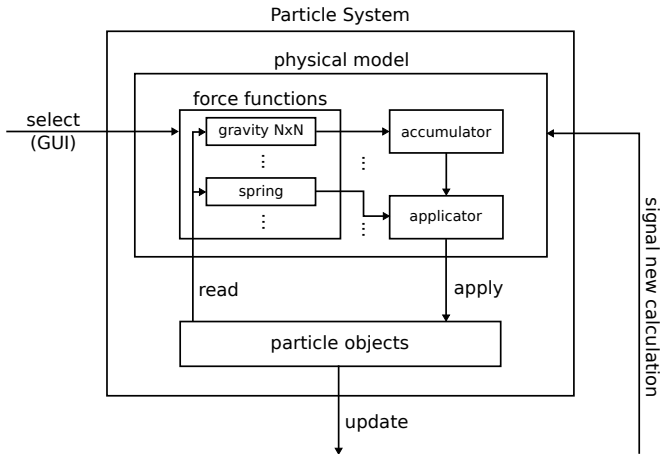 Particle System
physical model
force functions
select
(GUI)
gravity NxN
accumulator
⋮
⋮
spring
applicator
⋮
⋮
read
apply
signal new calculation
particle objects
update